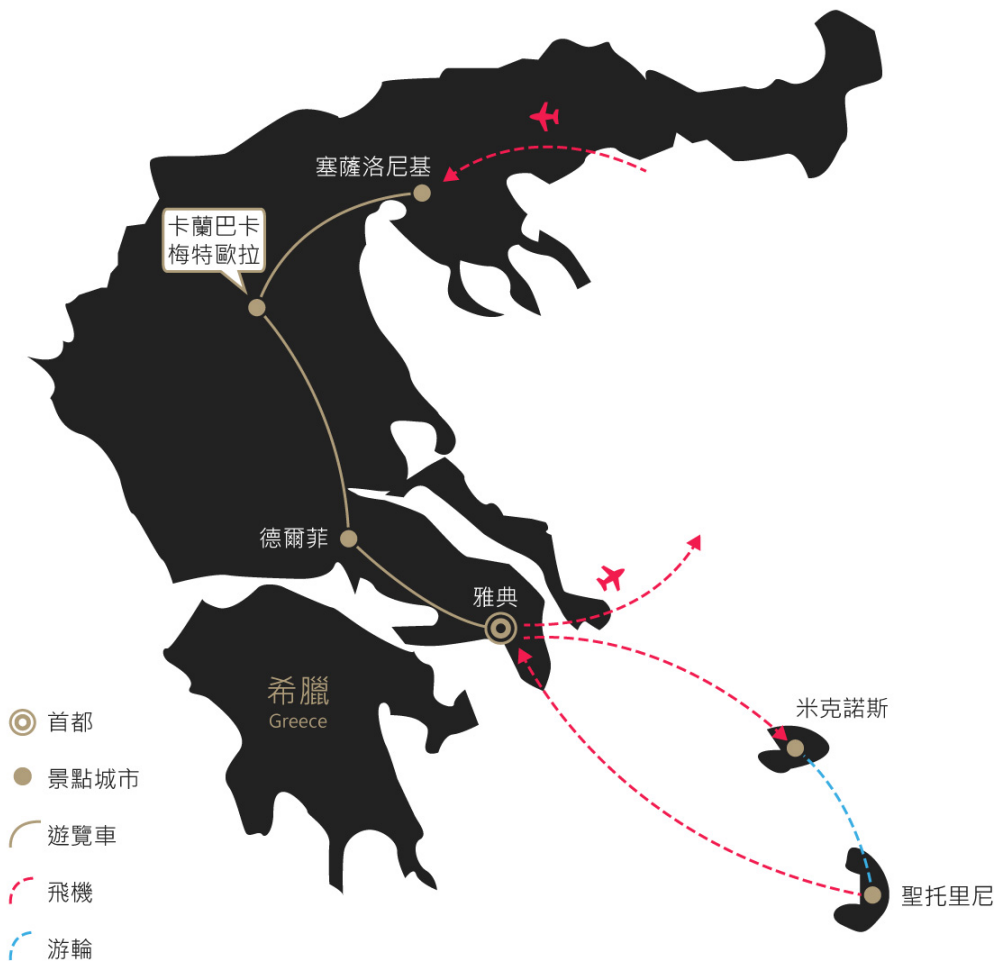 塞薩洛尼基
卡蘭巴卡
梅特歐拉
德爾菲
雅典
希臘
Greece
米克諾斯
聖托里尼
首都
景點城市
遊覽車
飛機
游輪